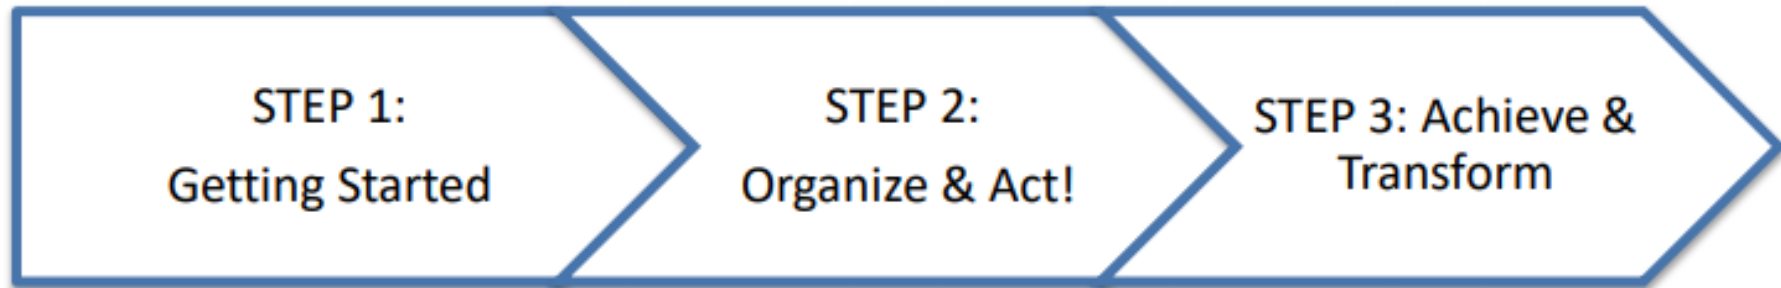 STEP 1:
Getting Started
STEP 2:
Organize & Act!
STEP 3: Achieve &
Transform